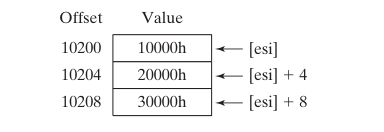 Offset Value
10200 10000h [esi]
10204 20000h [esi] + 4
10208 30000h [esi] + 8